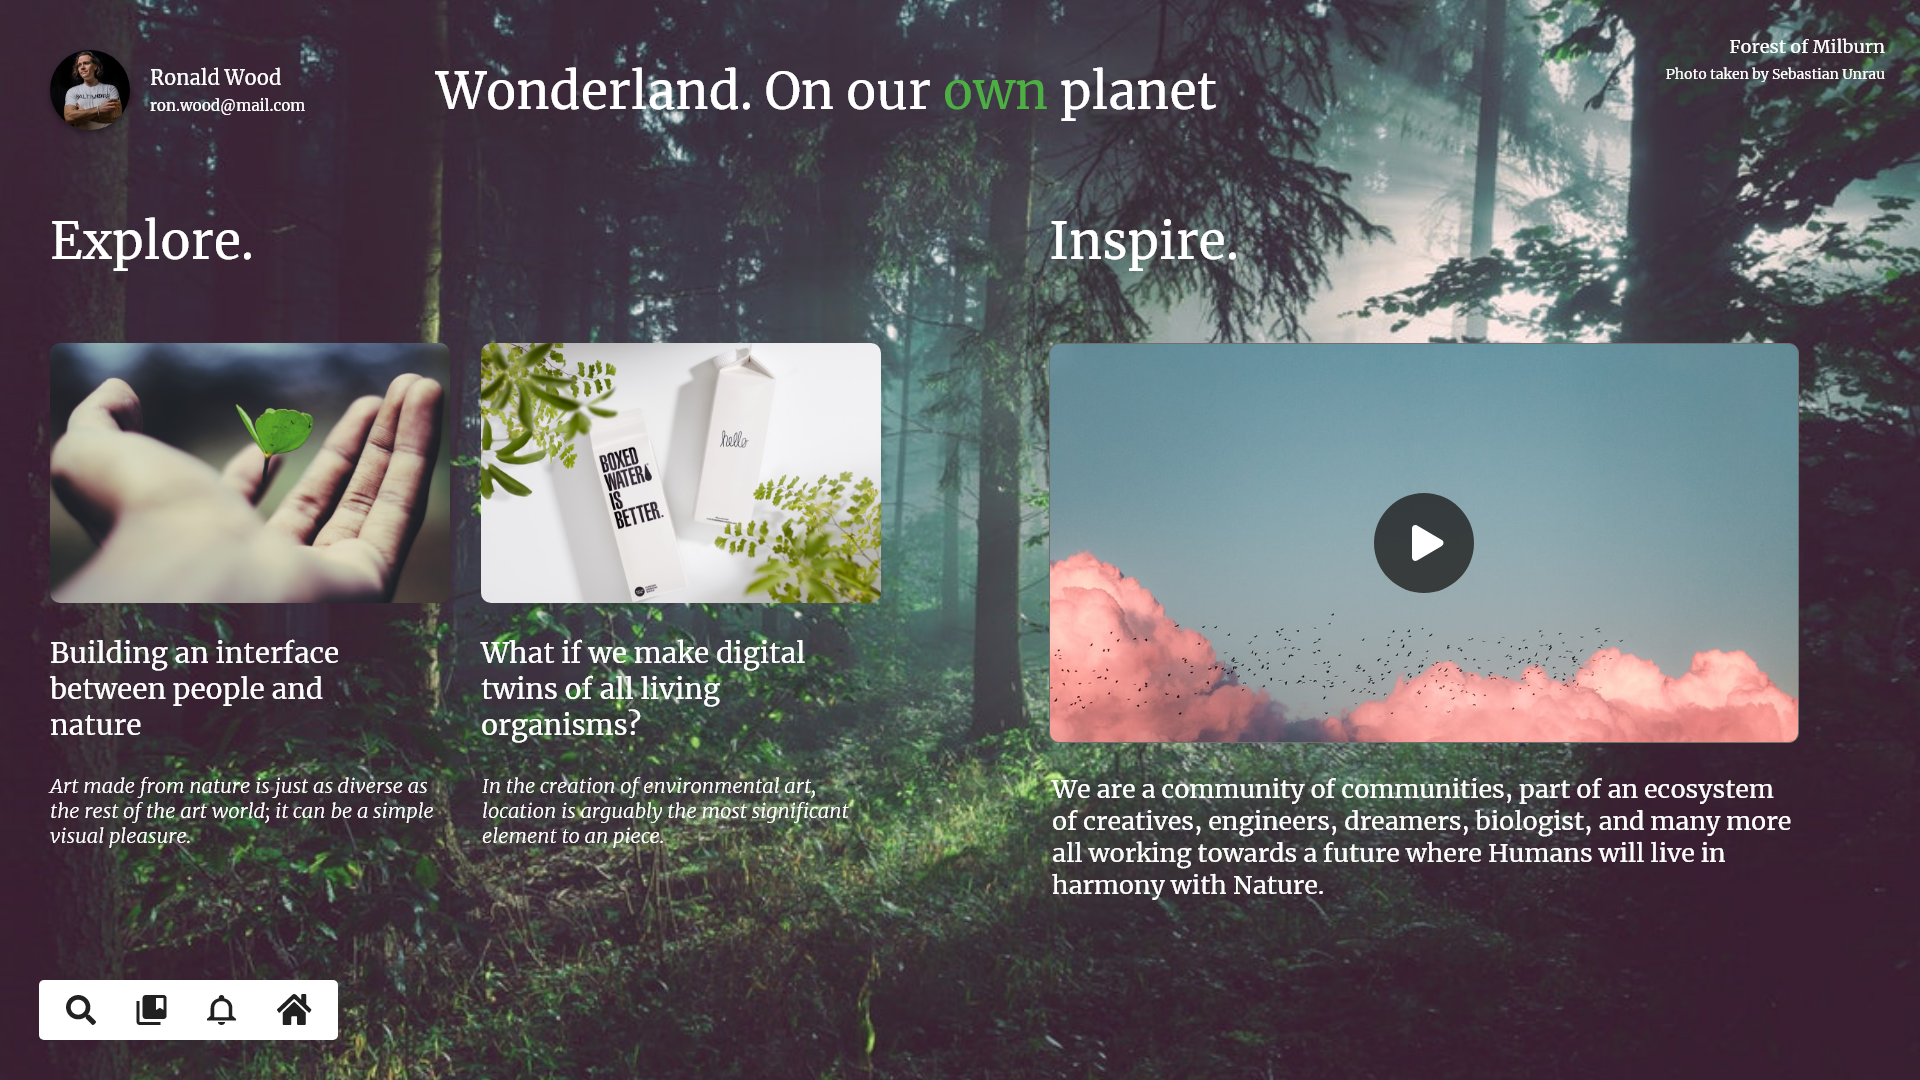 Ronald Wood
ron.wood@mail.com
Wonderland. On our own planet
Forest of Milburn
Photo taken by Sebastian Unrau
Explore.
Inspire.
BOXED
WATER
IS
BETTER.
hello
Building an interface
between people and
nature
What if we make digital
twins of all living
organisms?
Art made from nature is just as diverse as
the rest of the art world; it can be a simple
visual pleasure.
In the creation of environmental art,
location is arguably the most significant
element to an piece.
We are a community of communities, part of an ecosystem
of creatives, engineers, dreamers, biologist, and many more
all working towards a future where Humans will live in
harmony with Nature.